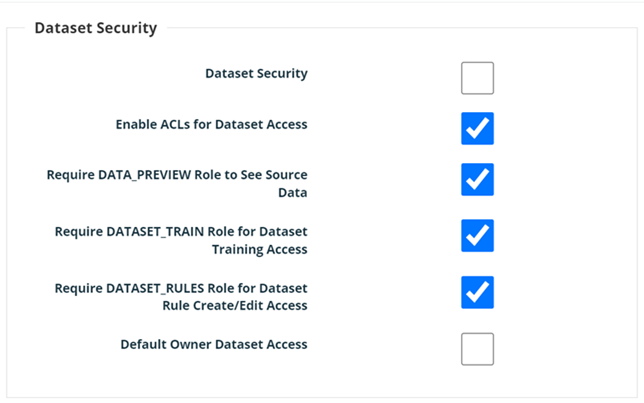 Dataset Security
Dataset Security
Enable ACLs for Dataset Access
Require DATA_PREVIEW Role to See Source
Data
Require DATASET_TRAIN Role for Dataset
Training Access
Require DATASET_RULES Role for Dataset
Rule Create/Edit Access
Default Owner Dataset Access